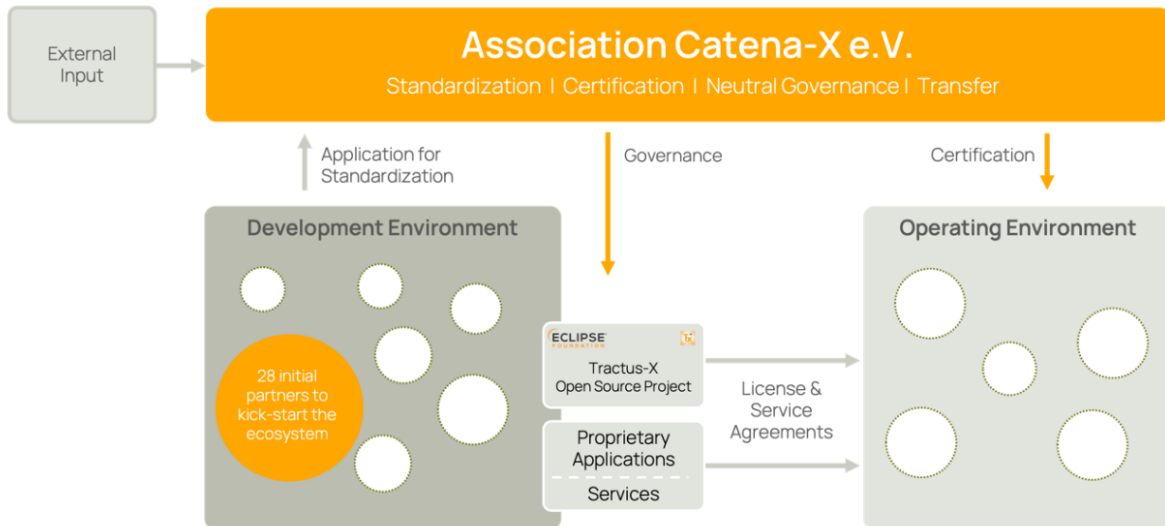 External
Input
Association Catena-X e.V.
Standardization | Certification | Neutral Governance | Transfer
Application for
Standardization
Governance
Certification
Development Environment
Operating Environment
28 initial
partners to
kick-start the
ecosystem
ECLIPSE
FOUNDATION
Tractus-X
Open Source Project
License &
Service
Agreements
Proprietary
Applications
Services